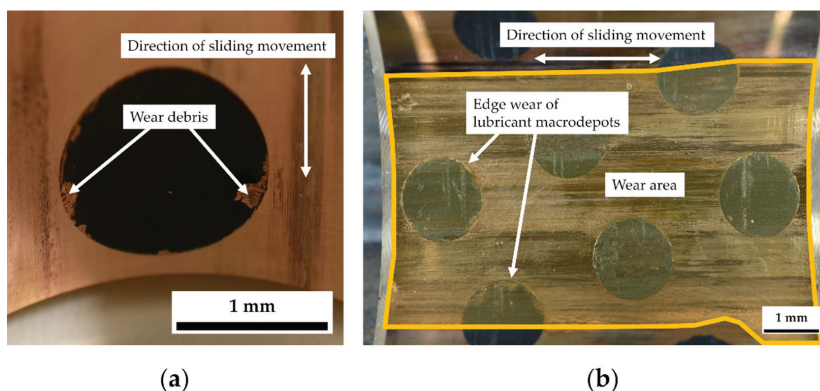 Direction of sliding movement
Wear debris
1 mm
(a)
Direction of sliding movement
Edge wear of
lubricant macrodepots
Wear area
1 mm
(b)